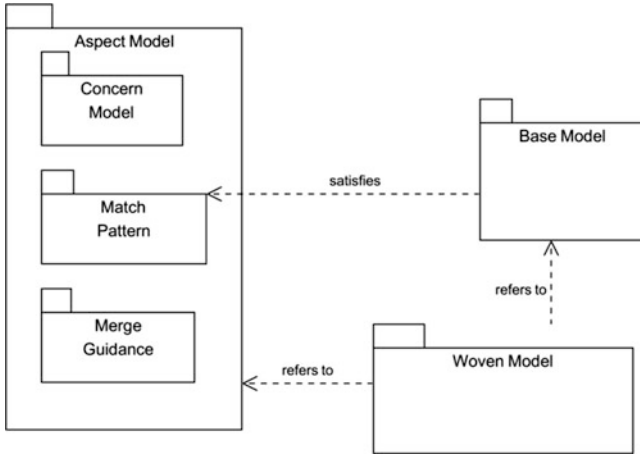 Aspect Model
Concern
Model
Base Model
satisfies
Match
Pattern
refers to
Merge
Guidance
refers to
Woven Model